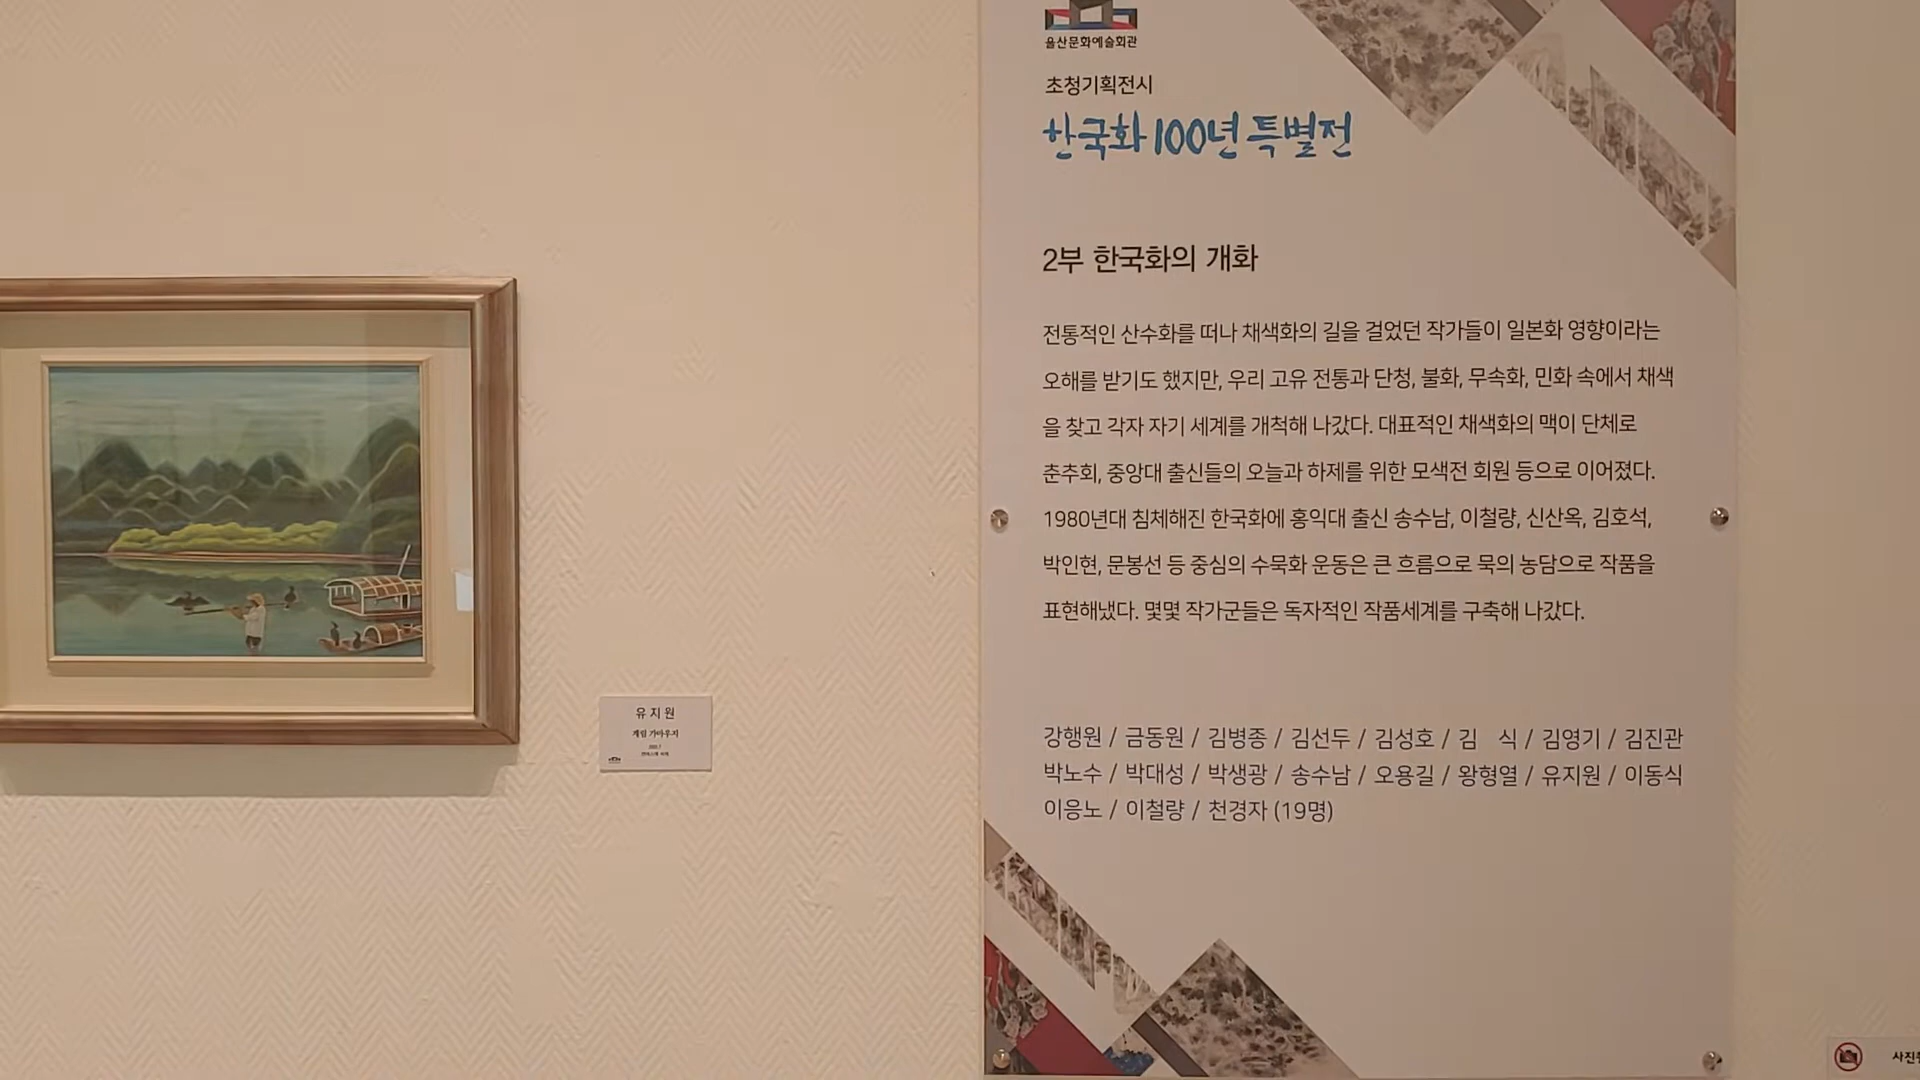 울산문화예술회관
초청기획전시
한국화 100년 특별전
2부 한국화의 개화
전통적인 산수화를 떠나 채색화의 길을 걸었던 작가들이 일본화 영향이라는
오해를 받기도 했지만, 우리 고유 전통과 단청, 불화, 무속화, 민화 속에서 채색
을 찾고 각자 자기 세계를 개척해 나갔다. 대표적인 채색화의 맥이 단체로
춘추회, 중앙대 출신들의 오늘과 하제를 위한 모색전 회원 등으로 이어졌다.
1980년대 침체해진 한국화에 홍익대 출신 송수남, 이철량, 신산옥, 김호석,
박인현, 문봉선 등 중심의 수묵화 운동은 큰 흐름으로 묵의 농담으로 작품을
표현해냈다. 몇몇 작가군들은 독자적인 작품세계를 구축해 나갔다.
강행원 / 금동원 / 김병종 / 김선두 / 김성호 / 김 식 / 김영기 / 김진관
박노수 / 박대성 / 박생광 / 송수남 / 오용길 / 왕형열 / 유지원 / 이동식
이응노 / 이철량 / 천경자 (19명)
유지원
계림 가마우지